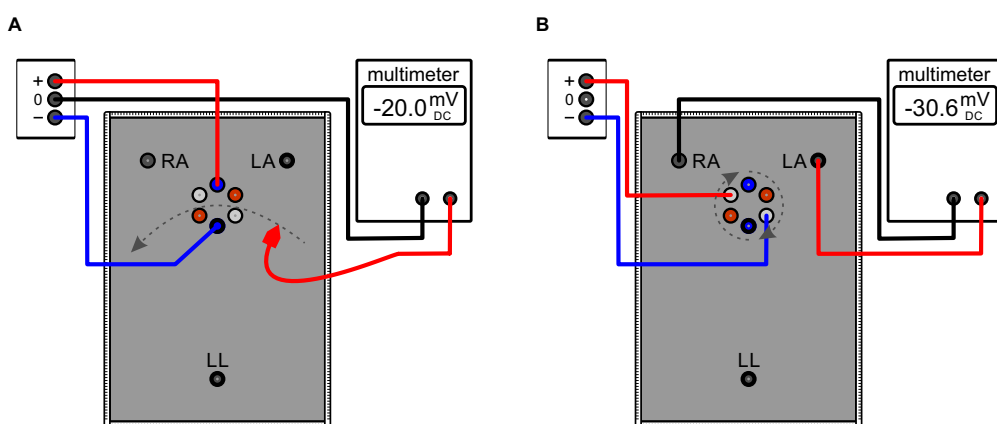 A
+
0
−
multimeter
-20.0 mV
DC
RA
LA
LL
B
+
0
−
multimeter
-30.6 mV
DC
RA
LA
LL